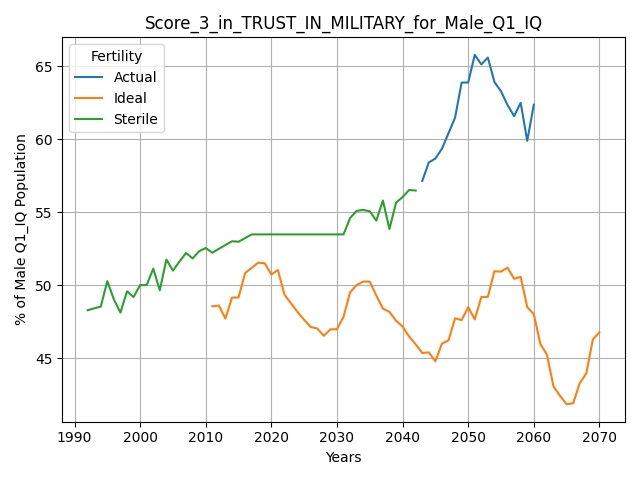 Score_3_in_TRUST_IN_MILITARY_for_Male_Q1_IQ
Fertility
Actual
Ideal
Sterile
% of Male Q1_IQ Population
65
60
55
50
45
1990 2000 2010 2020 2030 2040 2050 2060 2070
Years